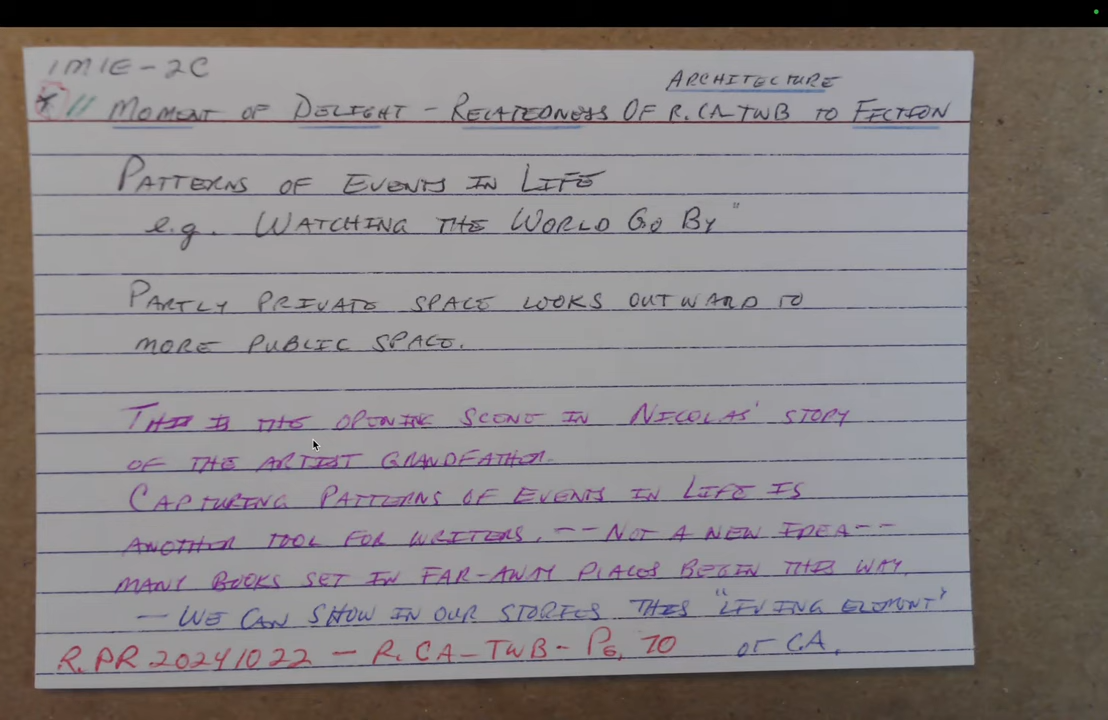 IMIE-2C
ARCHITECTURE
* // MOMENT OF DELIGHT - RELATEDNESS OF R.CA-TWB TO FICTION
PATTERNS OF EVENTS IN LIFE
e.g. WATCHING THE WORLD GO BY"
PARTLY PRIVATE SPACE LOOKS OUTWARD TO
MORE PUBLIC SPACE.
THIS IS THE OPENING SCENE IN NICOLAS' STORY
OF THE ARTIST GRANDFATHER.
CAPTURING PATTERNS OF EVENTS IN LIFE IS
ANOTHER TOOL FOR WRITERS. -- NOT A NEW IDEA --
MANY BOOKS SET IN FAR-AWAY PLACES BEGIN THIS WAY.
— WE CAN SHOW IN OUR STORIES THIS "LIVING ELEMENT"
OF CA.
R.PR 20241022 — R.CA-TWB- PG. 70